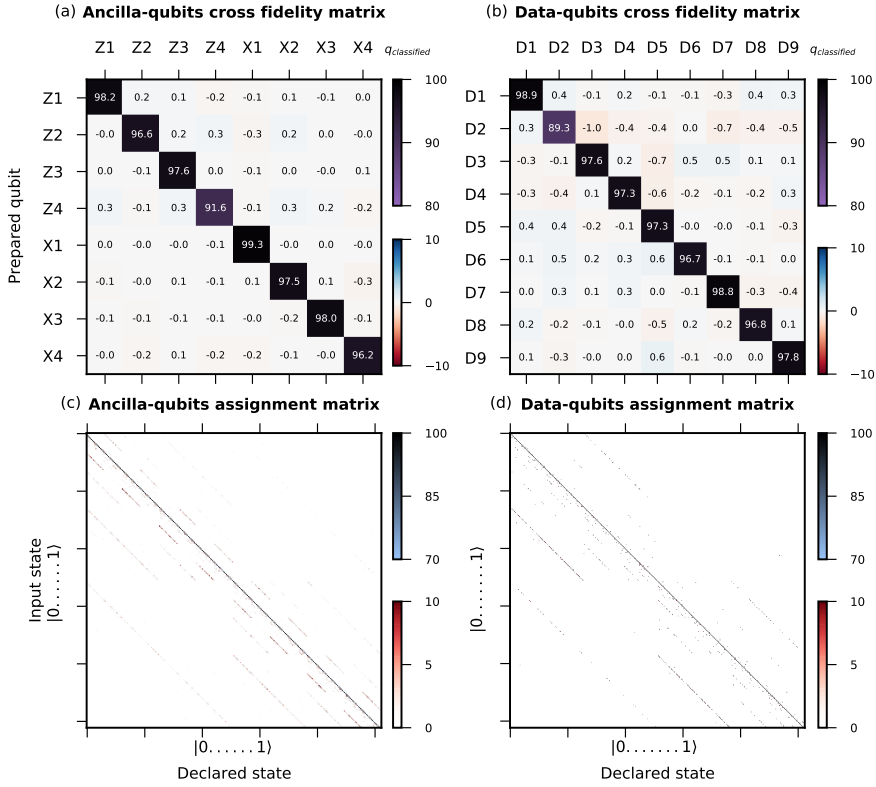 (a) Ancilla-qubits cross fidelity matrix
Z1 Z2 Z3 Z4 X1 X2 X3 X4 q_classified
Z1 98.2 0.2 0.1 -0.2 -0.1 0.1 -0.1 0.0
Z2 -0.0 96.6 0.2 0.3 -0.3 0.2 0.0 -0.0
Z3 0.0 -0.1 97.6 0.0 -0.1 0.0 0.0 -0.1
Z4 0.3 -0.1 0.3 91.6 -0.1 0.3 0.2 -0.2
X1 0.0 -0.0 -0.0 -0.1 99.3 -0.0 0.0 -0.0
X2 -0.1 -0.0 -0.1 0.1 0.1 97.5 0.1 -0.3
X3 -0.1 -0.1 -0.1 -0.2 -0.0 -0.2 98.0 -0.1
X4 -0.0 -0.2 0.1 -0.2 -0.2 -0.1 -0.0 96.2
Prepared qubit
100
90
80
10
0
−10
(b) Data-qubits cross fidelity matrix
D1 D2 D3 D4 D5 D6 D7 D8 D9 q_classified
D1 98.9 0.4 -0.1 0.2 -0.1 -0.1 -0.3 0.4 0.3
D2 0.3 89.3 -1.0 -0.4 -0.4 0.0 -0.7 -0.4 -0.5
D3 -0.3 -0.1 97.6 0.2 -0.7 0.5 0.5 0.1 0.1
D4 -0.3 -0.4 0.1 97.3 -0.6 -0.2 -0.1 -0.2 0.3
D5 0.4 0.4 -0.2 -0.1 97.3 -0.1 0.0 -0.1 -0.3
D6 0.1 0.5 -0.2 0.3 0.6 96.7 -0.1 0.2 0.0
D7 -0.0 0.3 0.1 0.3 0.0 -0.1 98.8 -0.3 -0.4
D8 0.2 -0.2 -0.1 -0.0 -0.5 0.2 -0.2 96.8 0.1
D9 0.1 -0.3 -0.0 0.0 0.6 -0.1 -0.0 0.0 97.8
100
90
80
10
0
−10
(c) Ancilla-qubits assignment matrix
Input state
|0......1⟩
|0......1⟩
Declared state
100
85
70
10
5
0
(d) Data-qubits assignment matrix
|0.......1⟩
|0.......1⟩
Declared state
100
85
70
10
5
0